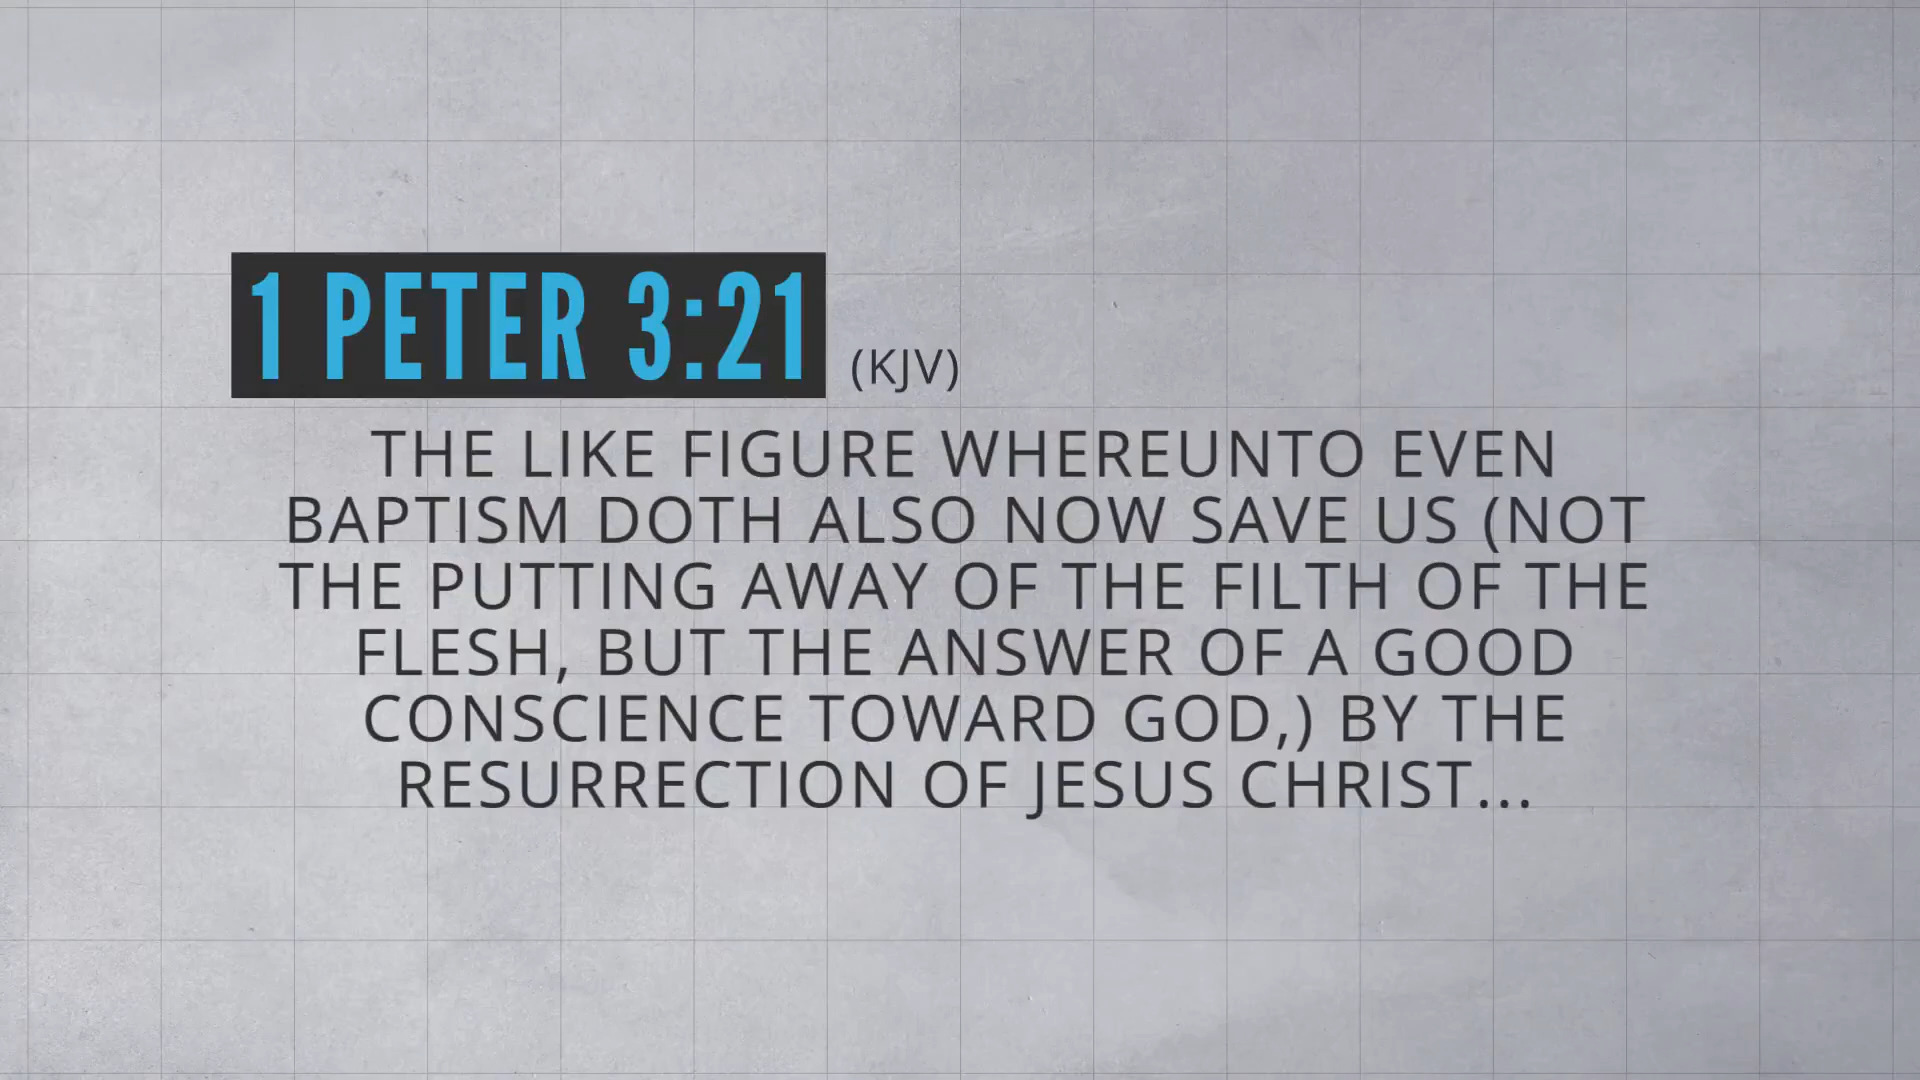 1 PETER 3:21 (KJV)
THE LIKE FIGURE WHEREUNTO EVEN
BAPTISM DOTH ALSO NOW SAVE US (NOT
THE PUTTING AWAY OF THE FILTH OF THE
FLESH, BUT THE ANSWER OF A GOOD
CONSCIENCE TOWARD GOD,) BY THE
RESURRECTION OF JESUS CHRIST...